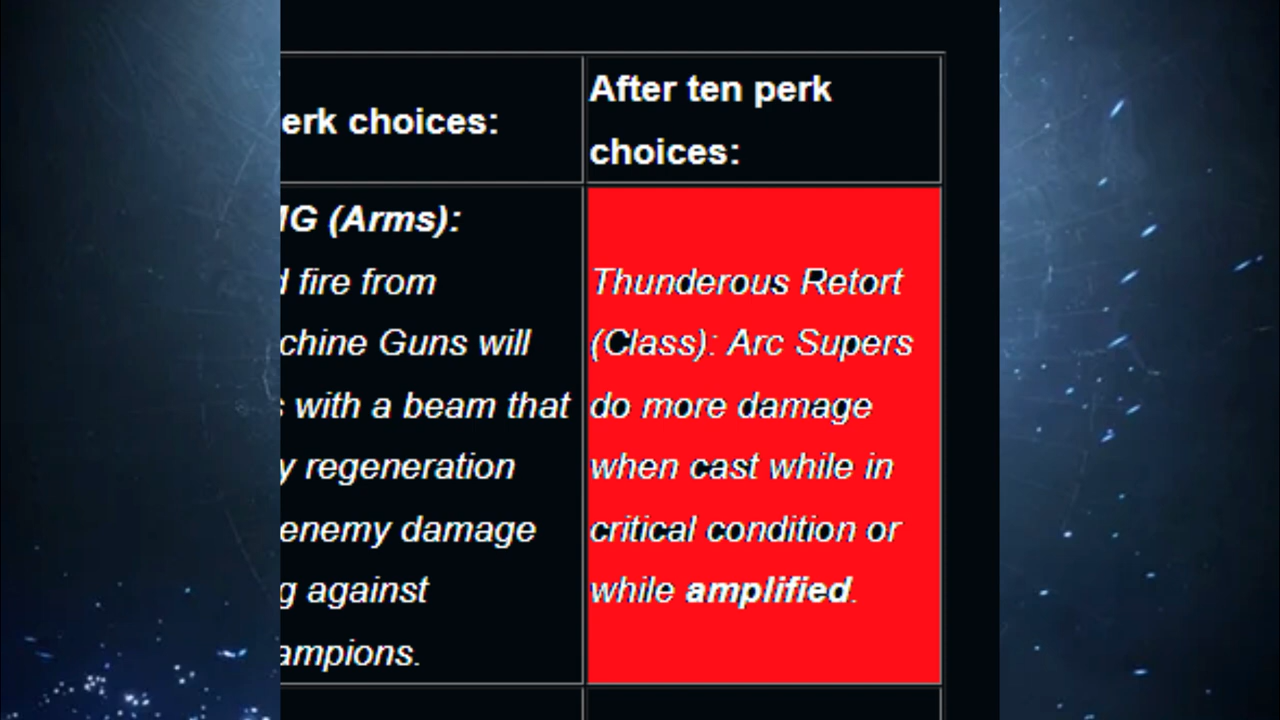 erk choices:
After ten perk
choices:
G (Arms):
fire from
chine Guns will
with a beam that
y regeneration
enemy damage
g against
ampions.
Thunderous Retort
(Class): Arc Supers
do more damage
when cast while in
critical condition or
while amplified.